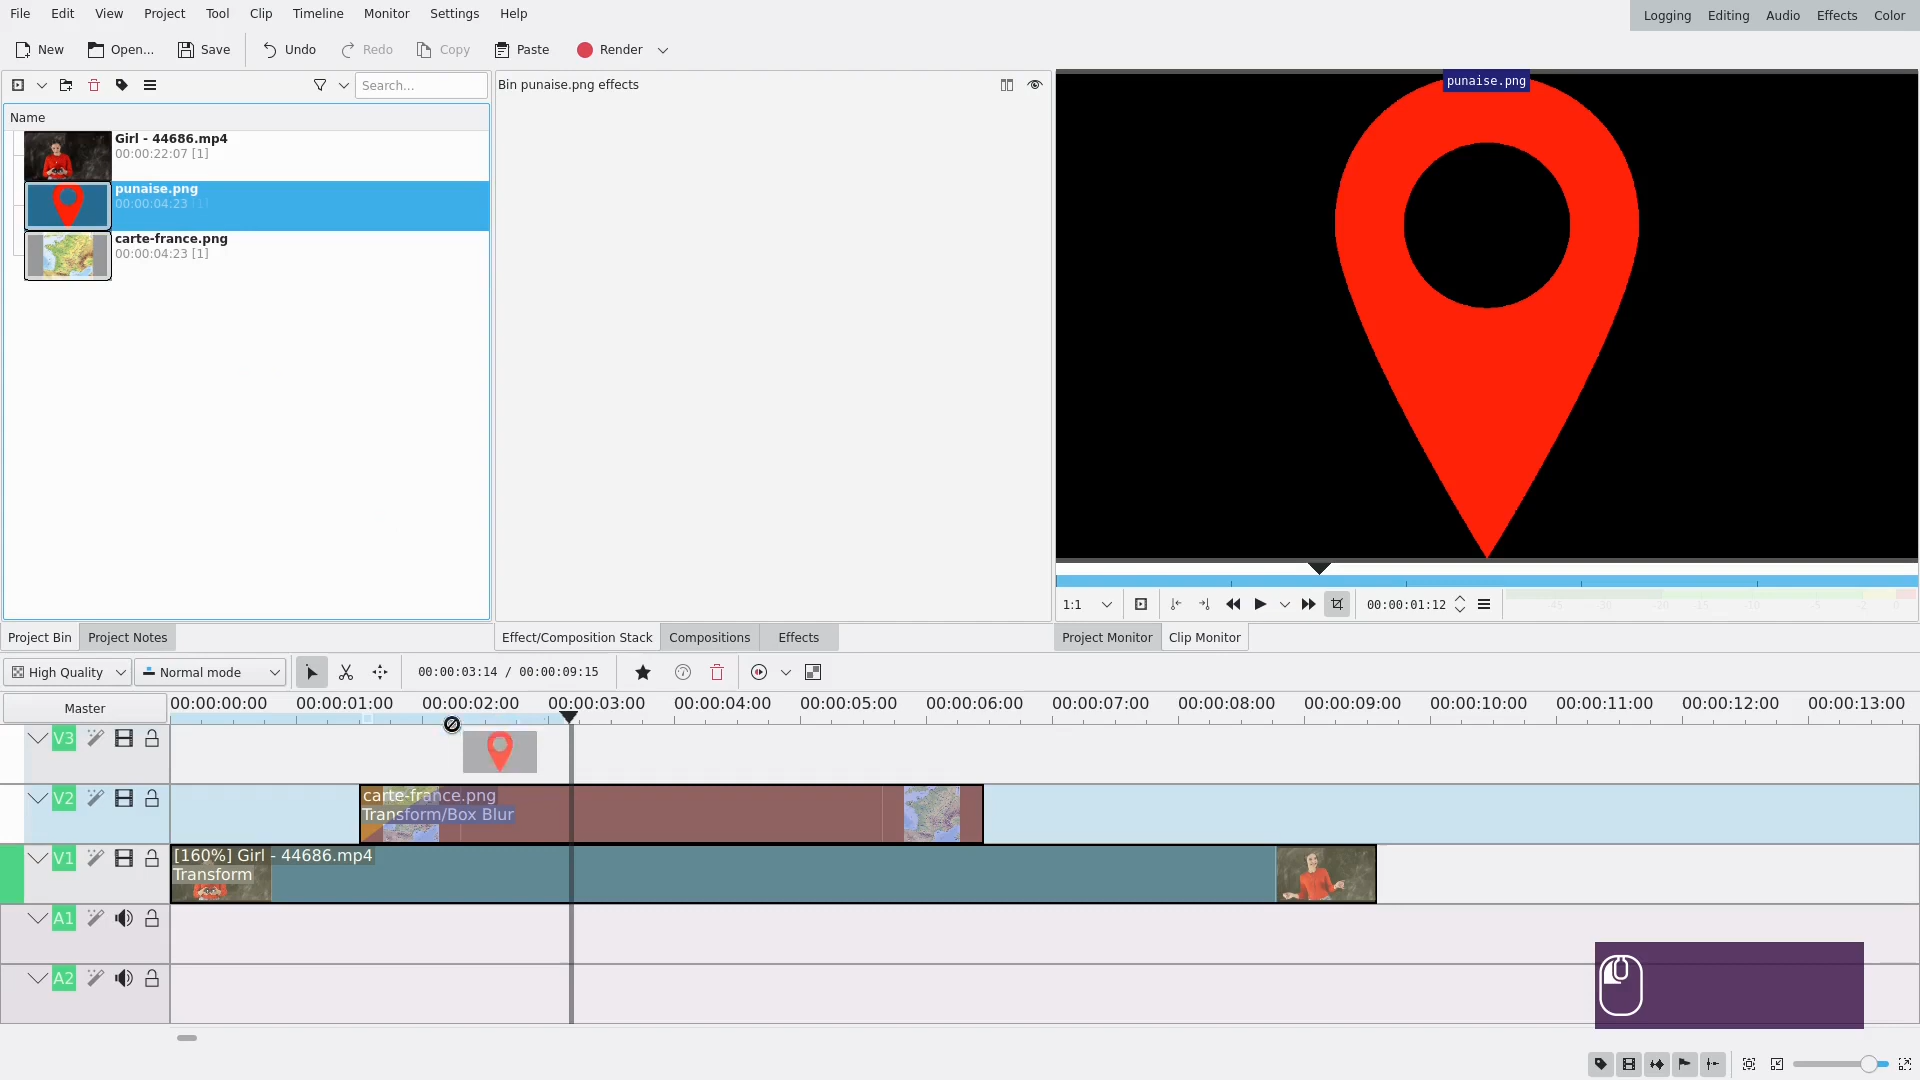 File Edit View Project Tool Clip Timeline Monitor Settings Help
Logging Editing Audio Effects Color
New Open... Save Undo Redo Copy Paste Render
Search...
Bin punaise.png effects
punaise.png
Name
Girl - 44686.mp4
00:00:22:07 [1]
punaise.png
00:00:04:23 [1]
carte-france.png
00:00:04:23 [1]
1:1 00:00:01:12
-45 -30 -20 -15 -10 -5 -2 0
Project Bin Project Notes Effect/Composition Stack Compositions Effects Project Monitor Clip Monitor
High Quality Normal mode 00:00:03:14 / 00:00:09:15
Master 00:00:00:00 00:00:01:00 00:00:02:00 00:00:03:00 00:00:04:00 00:00:05:00 00:00:06:00 00:00:07:00 00:00:08:00 00:00:09:00 00:00:10:00 00:00:11:00 00:00:12:00 00:00:13:00
V3
V2 carte-france.png
Transform/Box Blur
V1 [160%] Girl - 44686.mp4
Transform
A1
A2